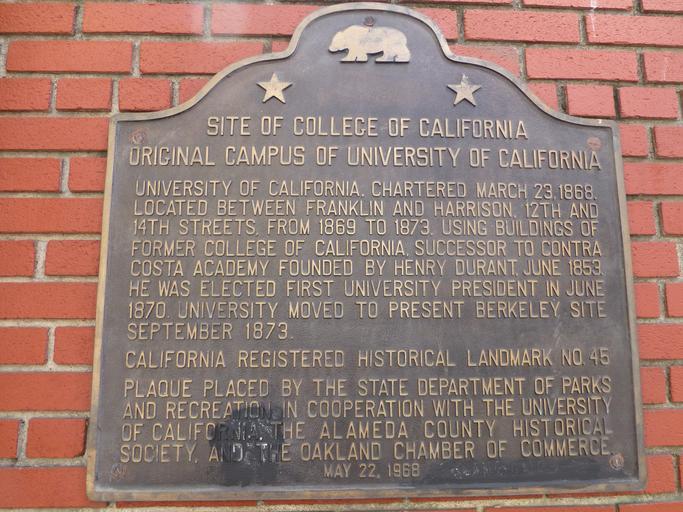 SITE OF COLLEGE OF CALIFORNIA
ORIGINAL CAMPUS OF UNIVERSITY OF CALIFORNIA
UNIVERSITY OF CALIFORNIA, CHARTERED MARCH 23, 1868.
LOCATED BETWEEN FRANKLIN AND HARRISON, 12TH AND
14TH STREETS, FROM 1869 TO 1873, USING BUILDINGS OF
FORMER COLLEGE OF CALIFORNIA, SUCCESSOR TO CONTRA
COSTA ACADEMY FOUNDED BY HENRY DURANT, JUNE 1853.
HE WAS ELECTED FIRST UNIVERSITY PRESIDENT IN JUNE
1870. UNIVERSITY MOVED TO PRESENT BERKELEY SITE
SEPTEMBER 1873.
CALIFORNIA REGISTERED HISTORICAL LANDMARK NO. 45
PLAQUE PLACED BY THE STATE DEPARTMENT OF PARKS
AND RECREATION IN COOPERATION WITH THE UNIVERSITY
OF CALIFORNIA, THE ALAMEDA COUNTY HISTORICAL
SOCIETY, AND THE OAKLAND CHAMBER OF COMMERCE.
MAY 22, 1968